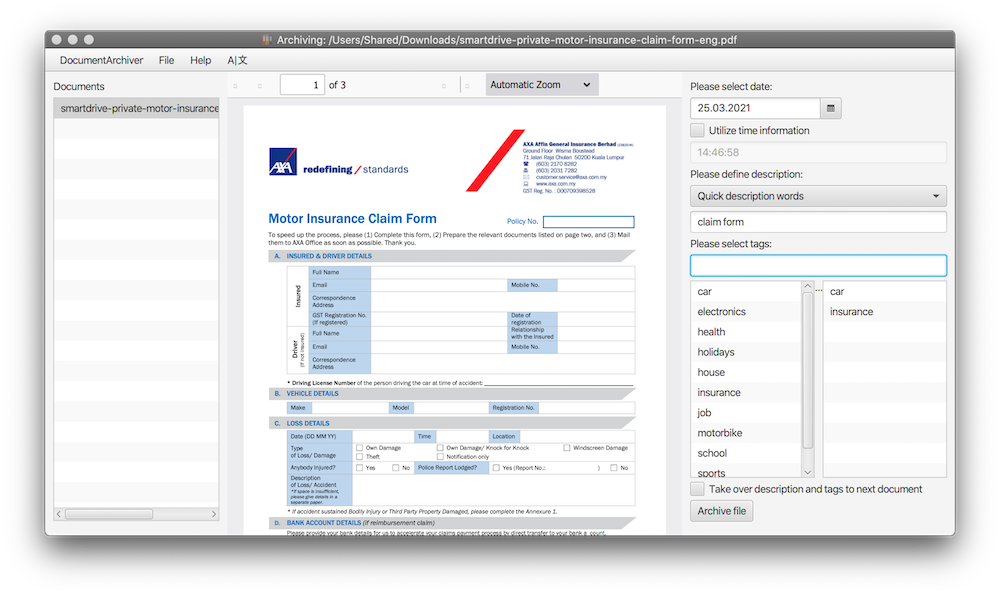 Archiving: /Users/Shared/Downloads/smartdrive-private-motor-insurance-claim-form-eng.pdf
DocumentArchiver File Help A|文
Documents
smartdrive-private-motor-insurance
1 of 3
Automatic Zoom
AXA
redefining / standards
AXA Affin General Insurance Berhad
Ground Floor Wisma Boustead
71 Jalan Raja Chulan 50200 Kuala Lumpur
(603) 2170 8282
(603) 2031 7282
customer.service@axa.com.my
www.axa.com.my
GST Reg. No. : 000709398528
Motor Insurance Claim Form
Policy No.
To speed up the process, please (1) Complete this form, (2) Prepare the relevant documents listed on page two, and (3) Mail
them to AXA Office as soon as possible. Thank you.
A. INSURED & DRIVER DETAILS
Insured
Full Name
Email
Mobile No.
Correspondence
Address
GST Registration No.
(If registered)
Date of
registration
Driver
(if not insured)
Full Name
Relationship
with the Insured
Email
Mobile No.
Correspondence
Address
* Driving License Number of the person driving the car at time of accident:
B. VEHICLE DETAILS
Make Model Registration No.
C. LOSS DETAILS
Date (DD MM YY) Time Location
Type
of Loss/ Damage
Own Damage Own Damage/ Knock for Knock Windscreen Damage
Theft Notification only
Anybody Injured? Yes No Police Report Lodged? Yes (Report No.: ) No
Description
of Loss/ Accident
*If space is insufficient,
please give details in a
separate paper.
* If accident sustained Bodily Injury or Third Party Property Damaged, please complete the Annexure 1.
D. BANK ACCOUNT DETAILS (if reimbursement claim)
Please provide your bank details for us to accelerate your claims payment process by direct transfer to your bank a count.
Please select date:
25.03.2021
Utilize time information
14:46:58
Please define description:
Quick description words
claim form
Please select tags:
car
electronics
health
holidays
house
insurance
job
motorbike
school
sports
...
car
insurance
Take over description and tags to next document
Archive file